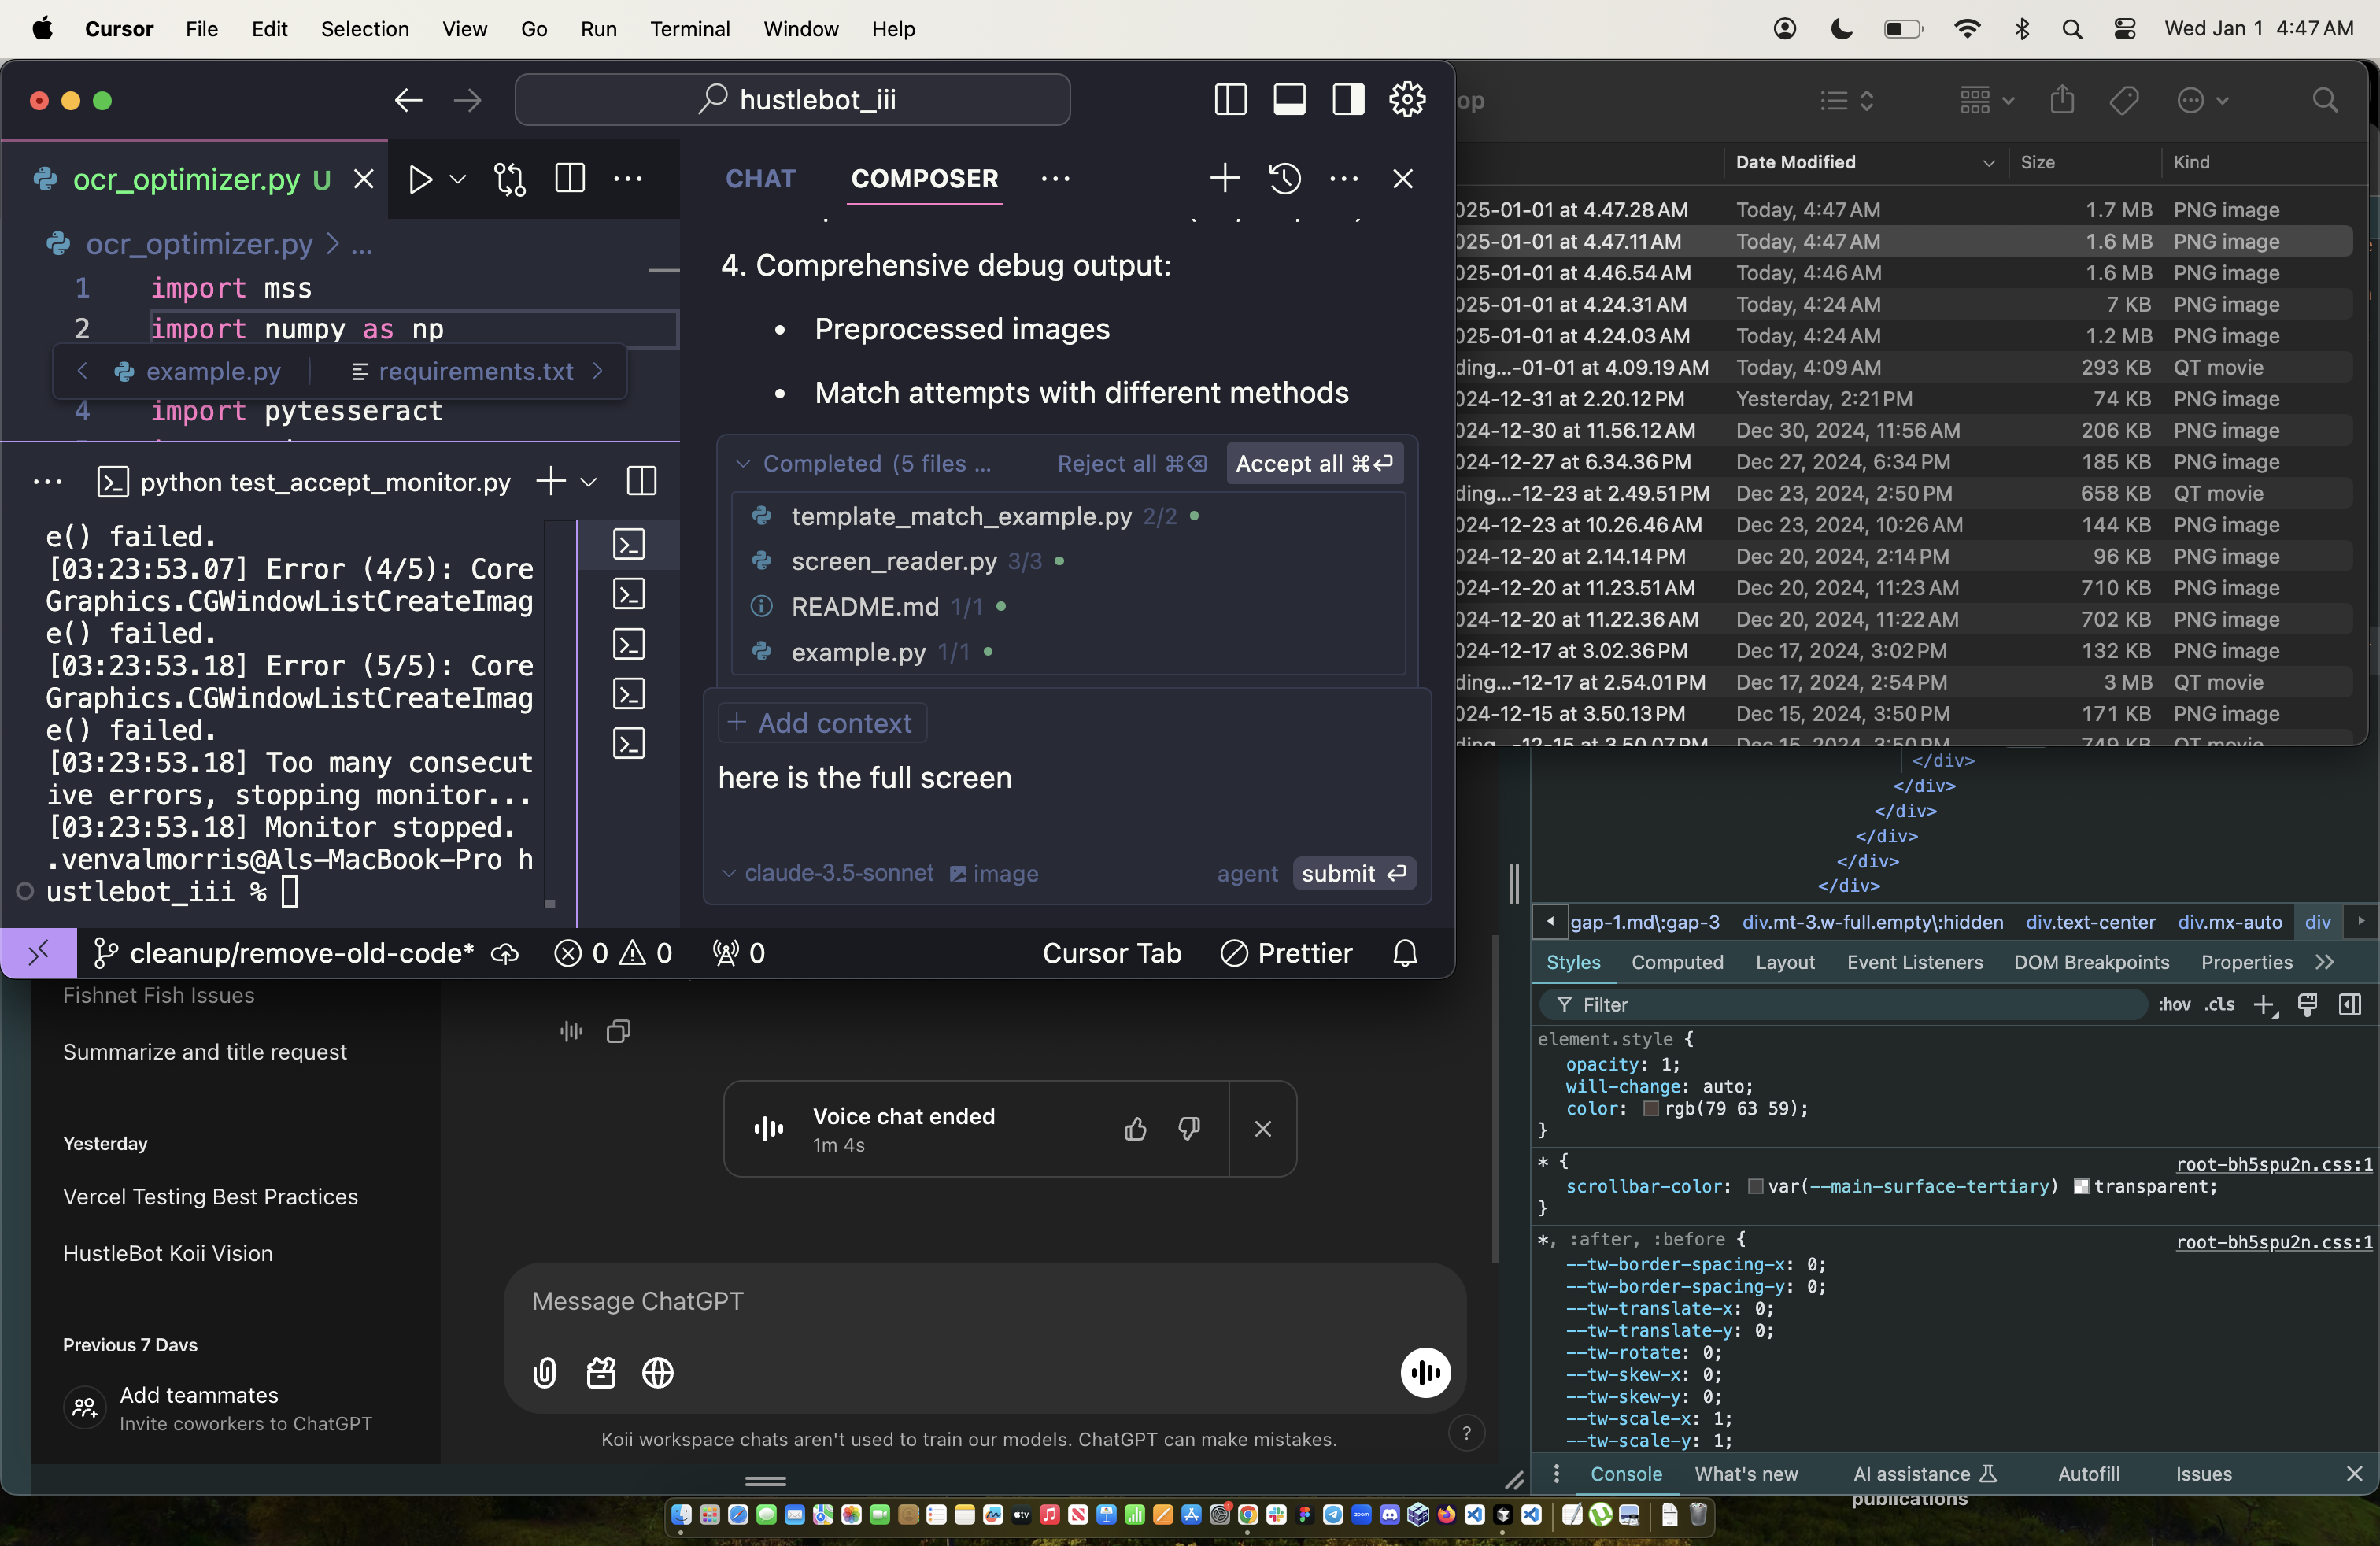 Cursor File Edit Selection View Go Run Terminal Window Help
Wed Jan 1 4:47 AM
hustlebot_iii
ocr_optimizer.py U
ocr_optimizer.py > ...
1 import mss
2 import numpy as np
example.py
requirements.txt
4 import pytesseract
python test_accept_monitor.py
e() failed.
[03:23:53.07] Error (4/5): Core
Graphics.CGWindowListCreateImag
e() failed.
[03:23:53.18] Error (5/5): Core
Graphics.CGWindowListCreateImag
e() failed.
[03:23:53.18] Too many consecut
ive errors, stopping monitor...
[03:23:53.18] Monitor stopped.
.venvalmorris@Als-MacBook-Pro h
ustlebot_iii %
CHAT COMPOSER
4. Comprehensive debug output:
• Preprocessed images
• Match attempts with different methods
Completed (5 files ... Reject all ⌘⌫ Accept all ⌘⏎
template_match_example.py 2/2
screen_reader.py 3/3
README.md 1/1
example.py 1/1
+ Add context
here is the full screen
claude-3.5-sonnet image agent submit
cleanup/remove-old-code* 0 0 0 Cursor Tab Prettier
op
Date Modified Size Kind
025-01-01 at 4.47.28 AM Today, 4:47 AM 1.7 MB PNG image
025-01-01 at 4.47.11 AM Today, 4:47 AM 1.6 MB PNG image
025-01-01 at 4.46.54 AM Today, 4:46 AM 1.6 MB PNG image
025-01-01 at 4.24.31 AM Today, 4:24 AM 7 KB PNG image
025-01-01 at 4.24.03 AM Today, 4:24 AM 1.2 MB PNG image
ding...-01-01 at 4.09.19 AM Today, 4:09 AM 293 KB QT movie
024-12-31 at 2.20.12 PM Yesterday, 2:21 PM 74 KB PNG image
024-12-30 at 11.56.12 AM Dec 30, 2024, 11:56 AM 206 KB PNG image
024-12-27 at 6.34.36 PM Dec 27, 2024, 6:34 PM 185 KB PNG image
ding...-12-23 at 2.49.51 PM Dec 23, 2024, 2:50 PM 658 KB QT movie
024-12-23 at 10.26.46 AM Dec 23, 2024, 10:26 AM 144 KB PNG image
024-12-20 at 2.14.14 PM Dec 20, 2024, 2:14 PM 96 KB PNG image
024-12-20 at 11.23.51 AM Dec 20, 2024, 11:23 AM 710 KB PNG image
024-12-20 at 11.22.36 AM Dec 20, 2024, 11:22 AM 702 KB PNG image
024-12-17 at 3.02.36 PM Dec 17, 2024, 3:02 PM 132 KB PNG image
ding...-12-17 at 2.54.01 PM Dec 17, 2024, 2:54 PM 3 MB QT movie
024-12-15 at 3.50.13 PM Dec 15, 2024, 3:50 PM 171 KB PNG image
ding...-12-15 at 3.50.07 PM Dec 15, 2024, 3:50 PM 749 KB QT movie
</div>
</div>
</div>
</div>
</div>
</div>
gap-1.md\:gap-3 div.mt-3.w-full.empty\:hidden div.text-center div.mx-auto div
Styles Computed Layout Event Listeners DOM Breakpoints Properties
Filter :hov .cls
element.style {
opacity: 1;
will-change: auto;
color: rgb(79 63 59);
}
* { root-bh5spu2n.css:1
scrollbar-color: var(--main-surface-tertiary) transparent;
}
*, :after, :before { root-bh5spu2n.css:1
--tw-border-spacing-x: 0;
--tw-border-spacing-y: 0;
--tw-translate-x: 0;
--tw-translate-y: 0;
--tw-rotate: 0;
--tw-skew-x: 0;
--tw-skew-y: 0;
--tw-scale-x: 1;
--tw-scale-y: 1;
Console What's new AI assistance Autofill Issues
Fishnet Fish Issues
Summarize and title request
Yesterday
Vercel Testing Best Practices
HustleBot Koii Vision
Previous 7 Days
Add teammates
Invite coworkers to ChatGPT
Voice chat ended
1m 4s
Message ChatGPT
Koii workspace chats aren't used to train our models. ChatGPT can make mistakes.
?
publications
tv
zoom